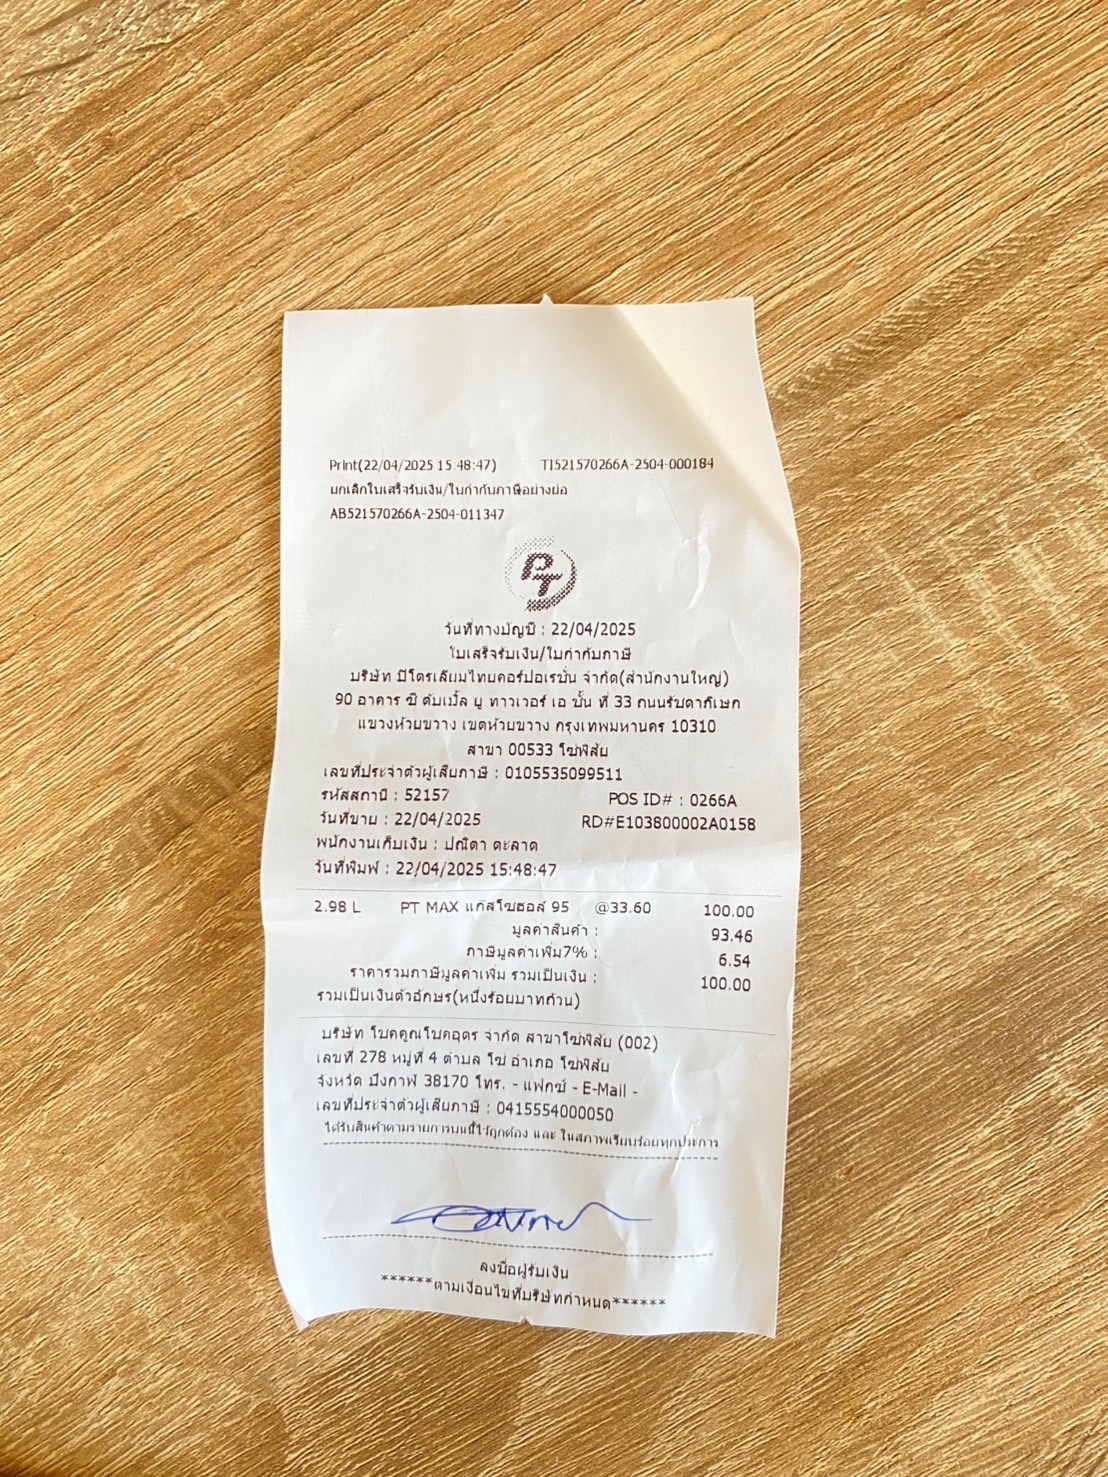 Print(22/04/2025 15:48:47) TI521570266A-2504-000184
ยกเลิกใบเสร็จรับเงิน/ใบกำกับภาษีอย่างย่อ
AB521570266A-2504-011347
PT
วันที่ทางบัญชี : 22/04/2025
ใบเสร็จรับเงิน/ใบกำกับภาษี
บริษัท ปิโตรเลียมไทยคอร์ปอเรชั่น จำกัด(สำนักงานใหญ่)
90 อาคาร ซี ดับเบิ้ล ยู ทาวเวอร์ เอ ชั้น ที่ 33 ถนนรัชดาภิเษก
แขวงห้วยขวาง เขตห้วยขวาง กรุงเทพมหานคร 10310
สาขา 00533 โซ่พิสัย
เลขที่ประจำตัวผู้เสียภาษี : 0105535099511
รหัสสถานี : 52157 POS ID# : 0266A
วันที่ขาย : 22/04/2025 RD#E103800002A0158
พนักงานเก็บเงิน : ปณิตา ตะลาด
วันที่พิมพ์ : 22/04/2025 15:48:47
2.98 L PT MAX แก๊สโซฮอล์ 95 @33.60 100.00
มูลค่าสินค้า : 93.46
ภาษีมูลค่าเพิ่ม7% : 6.54
ราคารวมภาษีมูลค่าเพิ่ม รวมเป็นเงิน : 100.00
รวมเป็นเงินตัวอักษร(หนึ่งร้อยบาทถ้วน)
บริษัท โชคคูณโชคอุดร จำกัด สาขาโซ่พิสัย (002)
เลขที่ 278 หมู่ที่ 4 ตำบล โซ่ อำเภอ โซ่พิสัย
จังหวัด บึงกาฬ 38170 โทร. - แฟกซ์ - E-Mail -
เลขที่ประจำตัวผู้เสียภาษี : 0415554000050
ได้รับสินค้าตามรายการบนนี้ไว้ถูกต้อง และ ในสภาพเรียบร้อยทุกประการ
ลงชื่อผู้รับเงิน
******ตามเงื่อนไขที่บริษัทกำหนด******